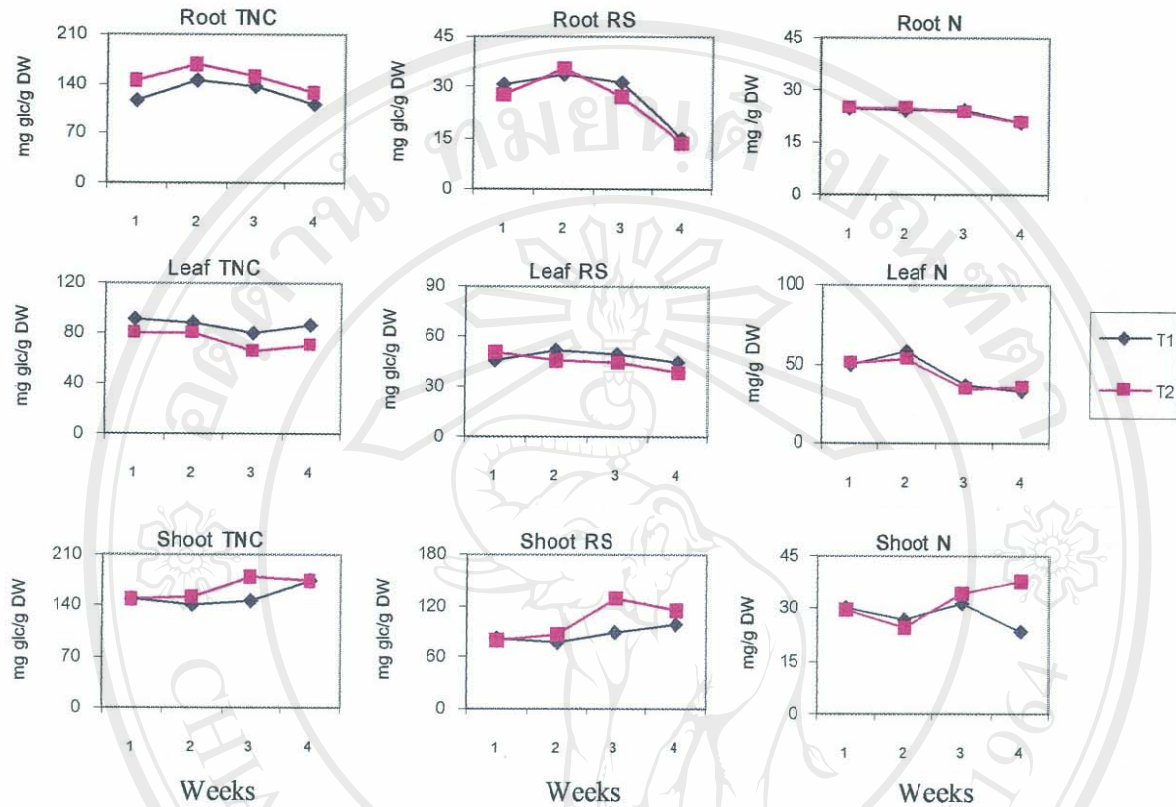 Root TNC
210
140
70
0
mg glc/g DW
1 2 3 4
Root RS
45
30
15
0
mg glc/g DW
1 2 3 4
Root N
45
30
15
0
mg /g DW
1 2 3 4
Leaf TNC
120
80
40
0
mg glc/g DW
1 2 3 4
Leaf RS
90
60
30
0
mg glc/g DW
1 2 3 4
Leaf N
100
50
0
mg/g DW
1 2 3 4
T1
T2
Shoot TNC
210
140
70
0
mg glc/g DW
1 2 3 4
Weeks
Shoot RS
180
120
60
0
mg glc/g DW
1 2 3 4
Shoot N
45
30
15
0
mg/g DW
1 2 3 4
Weeks
1964